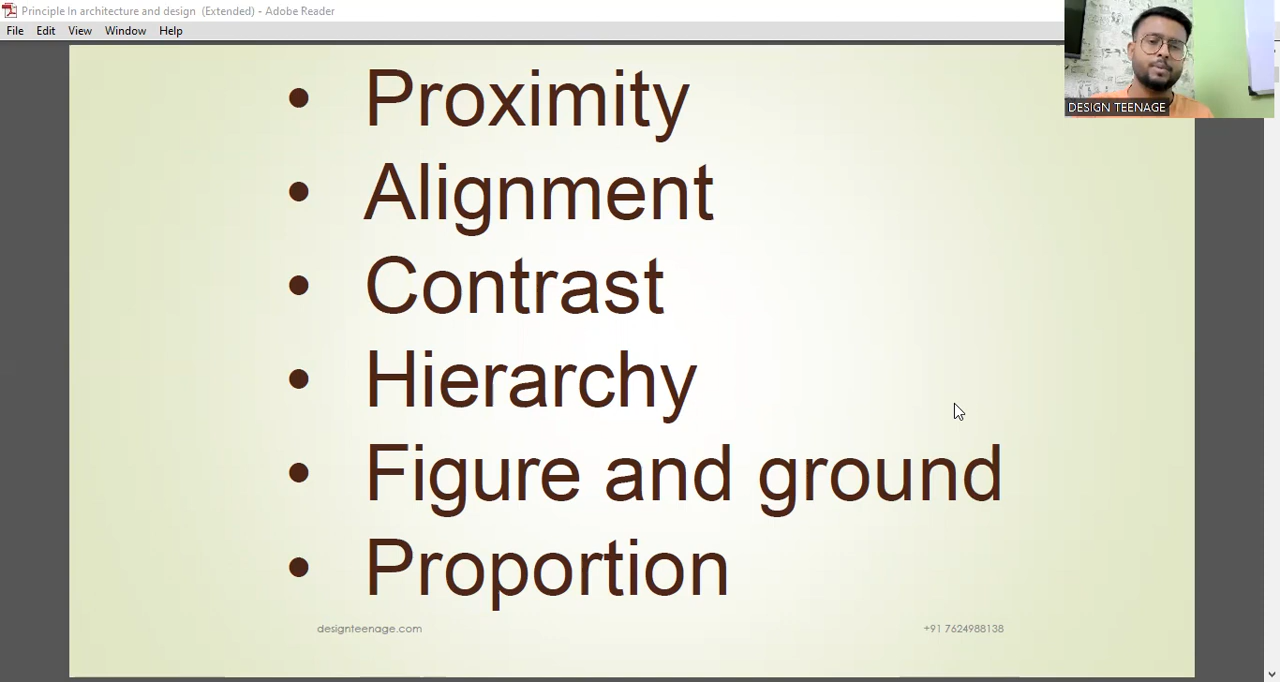 Principle In architecture and design (Extended) - Adobe Reader
File Edit View Window Help
DESIGN TEENAGE
• Proximity
• Alignment
• Contrast
• Hierarchy
• Figure and ground
• Proportion
designteenage.com +91 7624988138